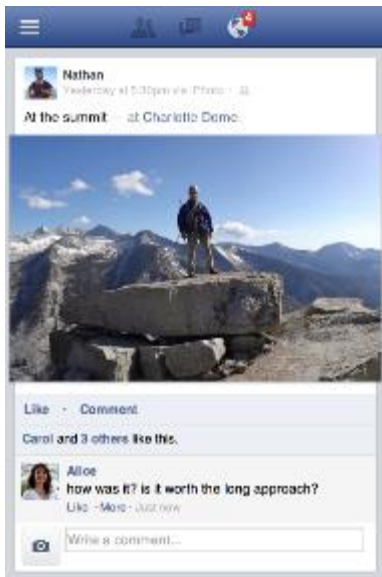 4
Nathan
Yesterday at 5:30pm via Photo ·
At the summit — at Charlotte Dome.
Like · Comment
Carol and 3 others like this.
Alice
how was it? is it worth the long approach?
Like · More · Just now
Write a comment...